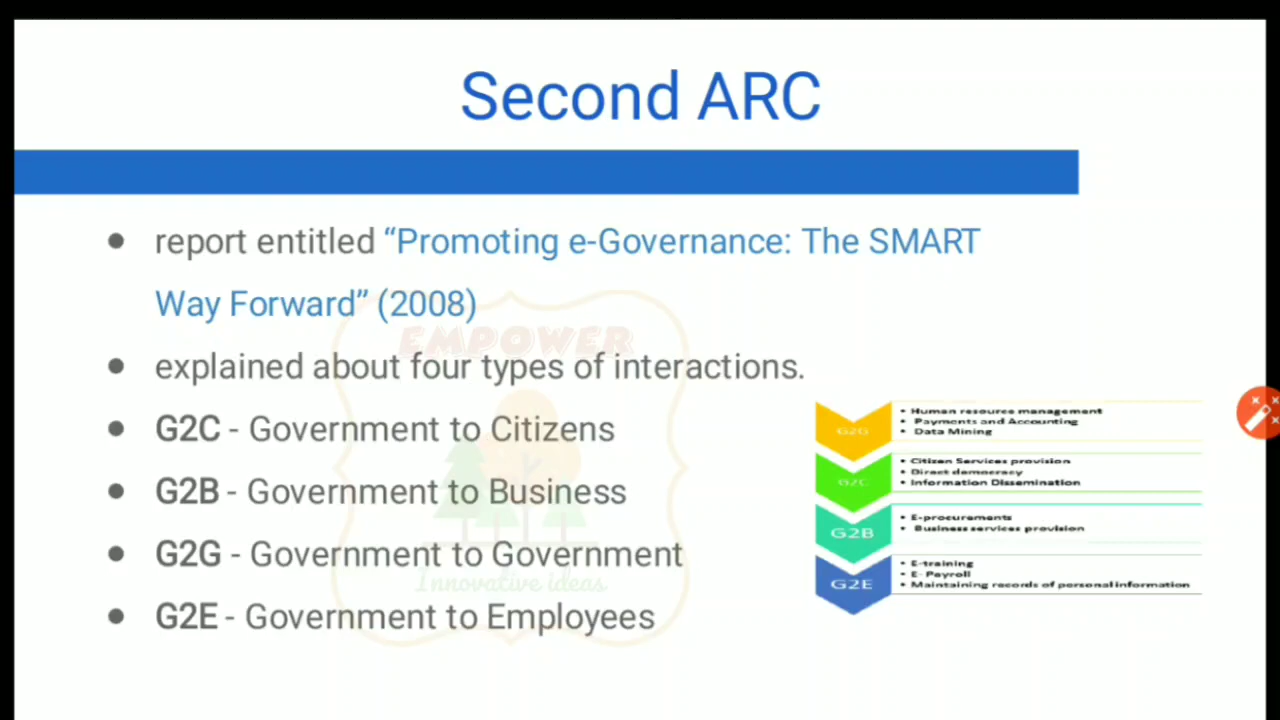 Second ARC
● report entitled “Promoting e-Governance: The SMART
Way Forward” (2008)
● explained about four types of interactions.
● G2C - Government to Citizens
● G2B - Government to Business
● G2G - Government to Government
● G2E - Government to Employees
EMPOWER
Innovative ideas
G2G
• Human resource management
• Payments and Accounting
• Data Mining
G2C
• Citizen Services provision
• Direct democracy
• Information Dissemination
G2B
• E-procurements
• Business services provision
G2E
• E-training
• E- Payroll
• Maintaining records of personal information